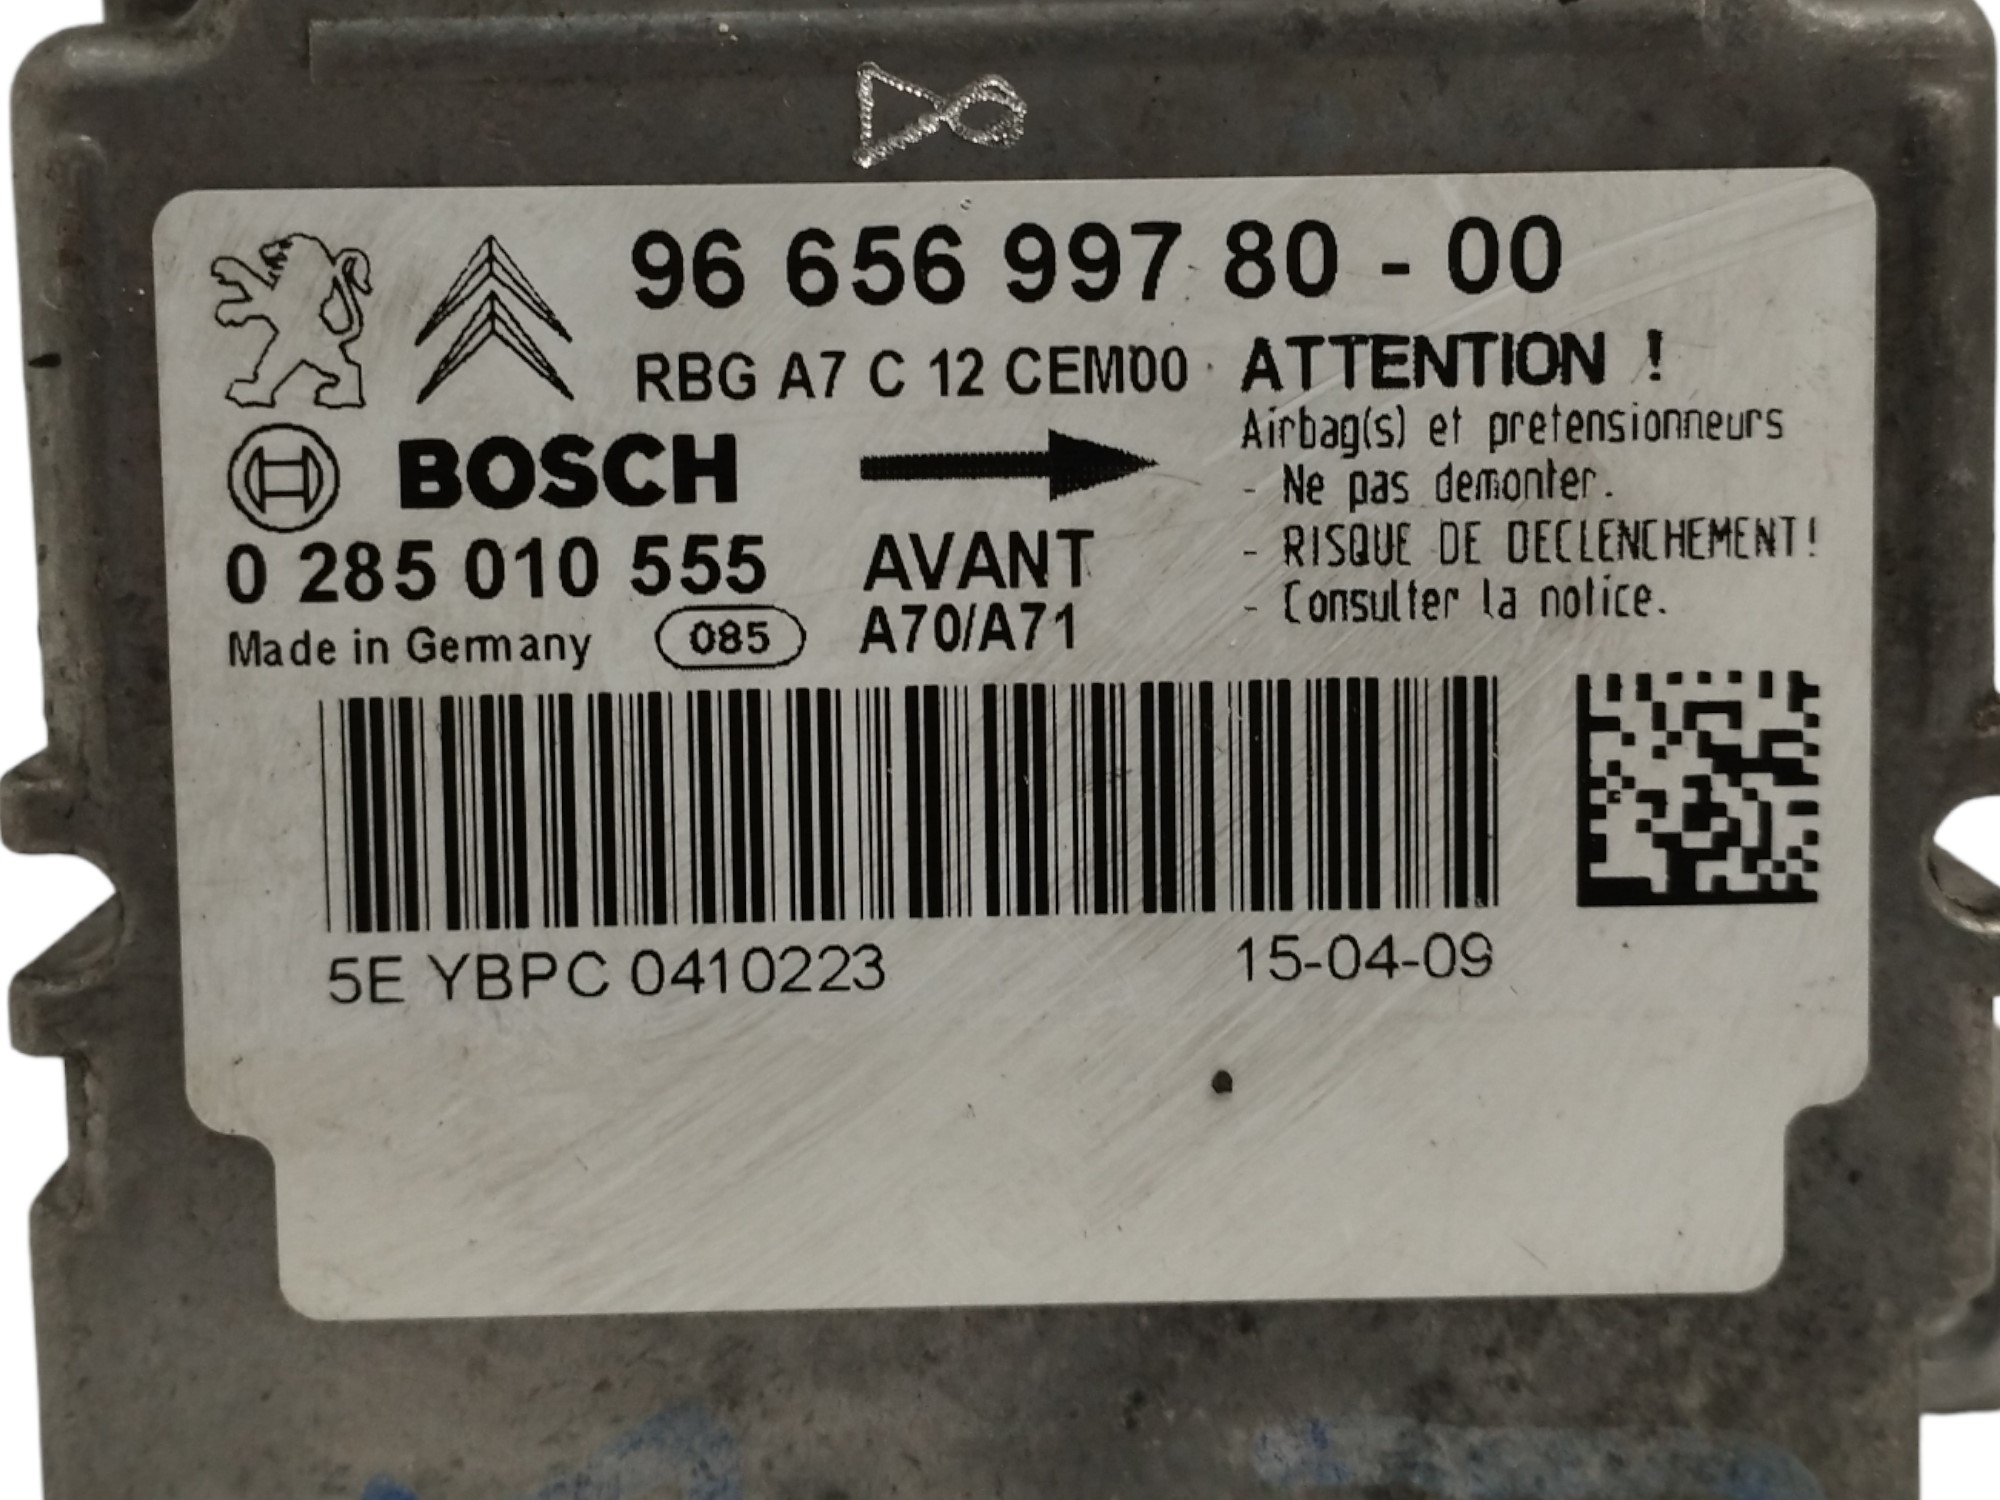 96 656 997 80 - 00
RBG A7 C 12 CEM00
ATTENTION !
Airbag(s) et pretensionneurs
- Ne pas demonter.
- RISQUE DE DECLENCHEMENT!
- Consulter la notice.
BOSCH
0 285 010 555
AVANT
Made in Germany
085
A70/A71
5E YBPC 0410223
15-04-09